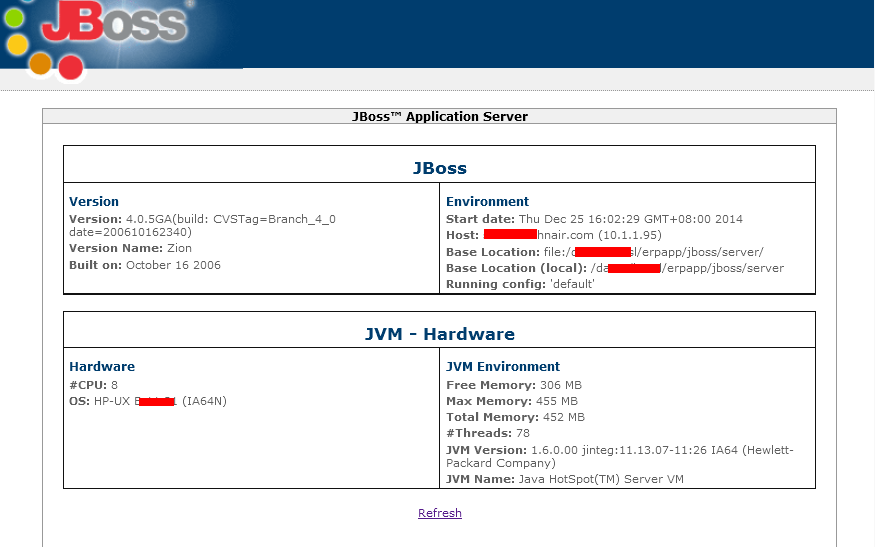 JBoss
JBoss™ Application Server
JBoss
Version
Version: 4.0.5GA(build: CVSTag=Branch_4_0
date=200610162340)
Version Name: Zion
Built on: October 16 2006
Environment
Start date: Thu Dec 25 16:02:29 GMT+08:00 2014
Host: hnair.com (10.1.1.95)
Base Location: file:/ l/erpapp/jboss/server/
Base Location (local): /da /erpapp/jboss/server
Running config: 'default'
JVM - Hardware
Hardware
#CPU: 8
OS: HP-UX (IA64N)
JVM Environment
Free Memory: 306 MB
Max Memory: 455 MB
Total Memory: 452 MB
#Threads: 78
JVM Version: 1.6.0.00 jinteg:11.13.07-11:26 IA64 (Hewlett-
Packard Company)
JVM Name: Java HotSpot(TM) Server VM
Refresh